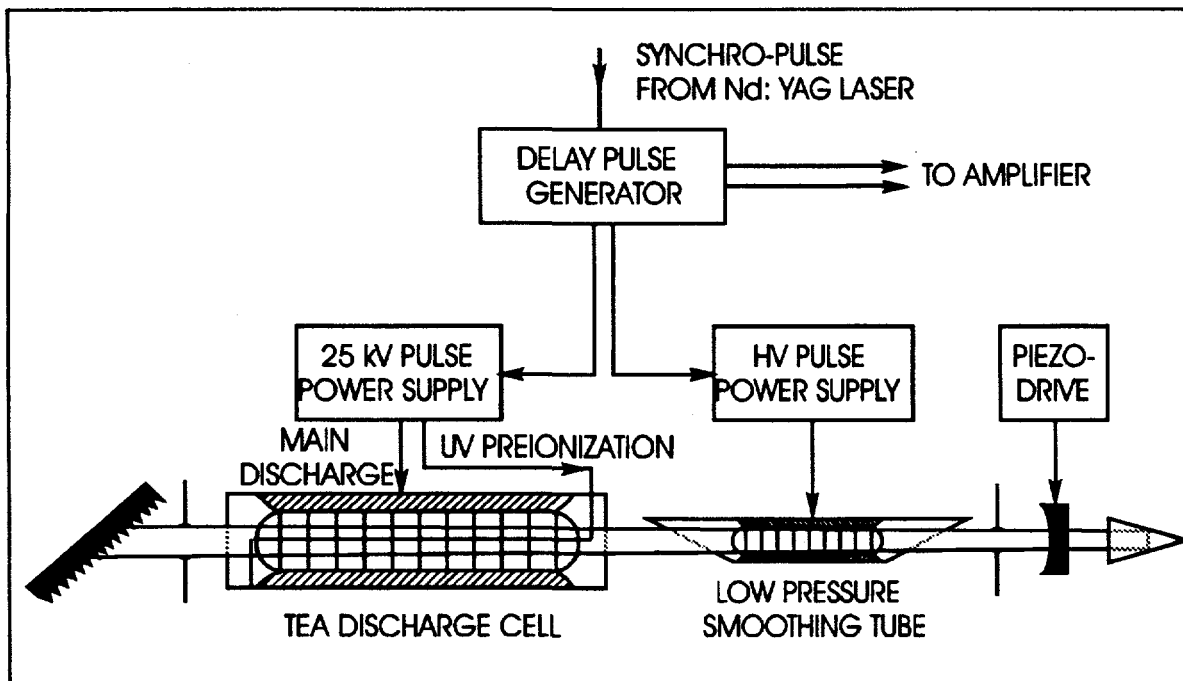 SYNCHRO-PULSE
FROM Nd: YAG LASER
DELAY PULSE
GENERATOR
TO AMPLIFIER
25 kV PULSE
POWER SUPPLY
HV PULSE
POWER SUPPLY
PIEZO-
DRIVE
MAIN
DISCHARGE
UV PREIONIZATION
TEA DISCHARGE CELL
LOW PRESSURE
SMOOTHING TUBE